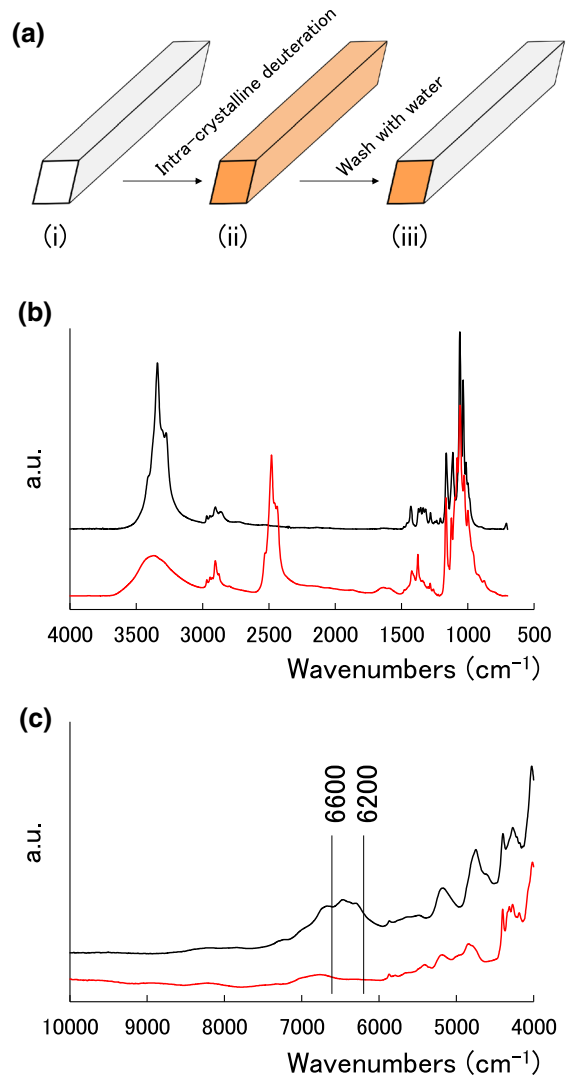 (a)
Intra-crystalline deuteration
Wash with water
(i)
(ii)
(iii)
(b)
a.u.
4000 3500 3000 2500 2000 1500 1000 500
Wavenumbers (cm⁻¹)
(c)
6600
6200
a.u.
10000 9000 8000 7000 6000 5000 4000
Wavenumbers (cm⁻¹)